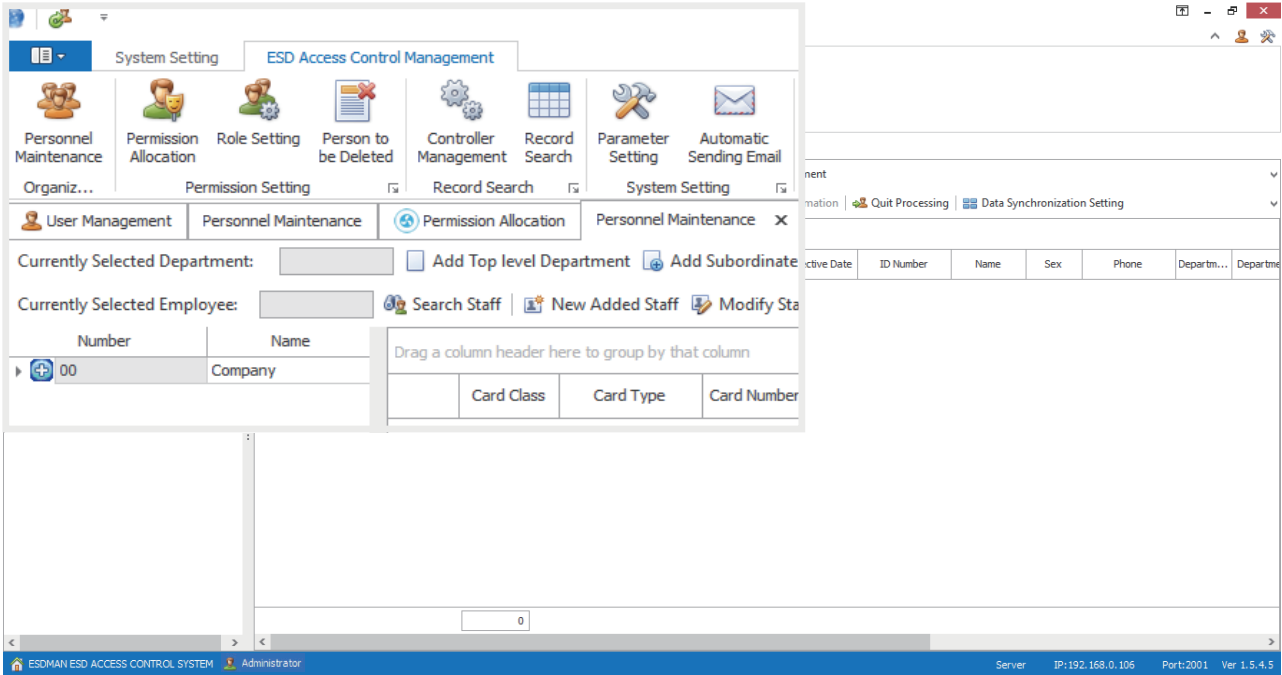 System Setting
ESD Access Control Management
Personnel Maintenance
Permission Allocation
Role Setting
Person to be Deleted
Controller Management
Record Search
Parameter Setting
Automatic Sending Email
Organiz...
Permission Setting
Record Search
System Setting
User Management
Personnel Maintenance
Permission Allocation
Personnel Maintenance
Currently Selected Department:
Add Top level Department
Add Subordinate
Quit Processing
Data Synchronization Setting
Currently Selected Employee:
Search Staff
New Added Staff
Modify Sta
Number
Name
00
Company
Drag a column header here to group by that column
Card Class
Card Type
Card Number
ctive Date
ID Number
Name
Sex
Phone
Departm...
Departme
0
ESDMAN ESD ACCESS CONTROL SYSTEM
Administrator
Server
IP:192.168.0.106
Port:2001
Ver 1.5.4.5